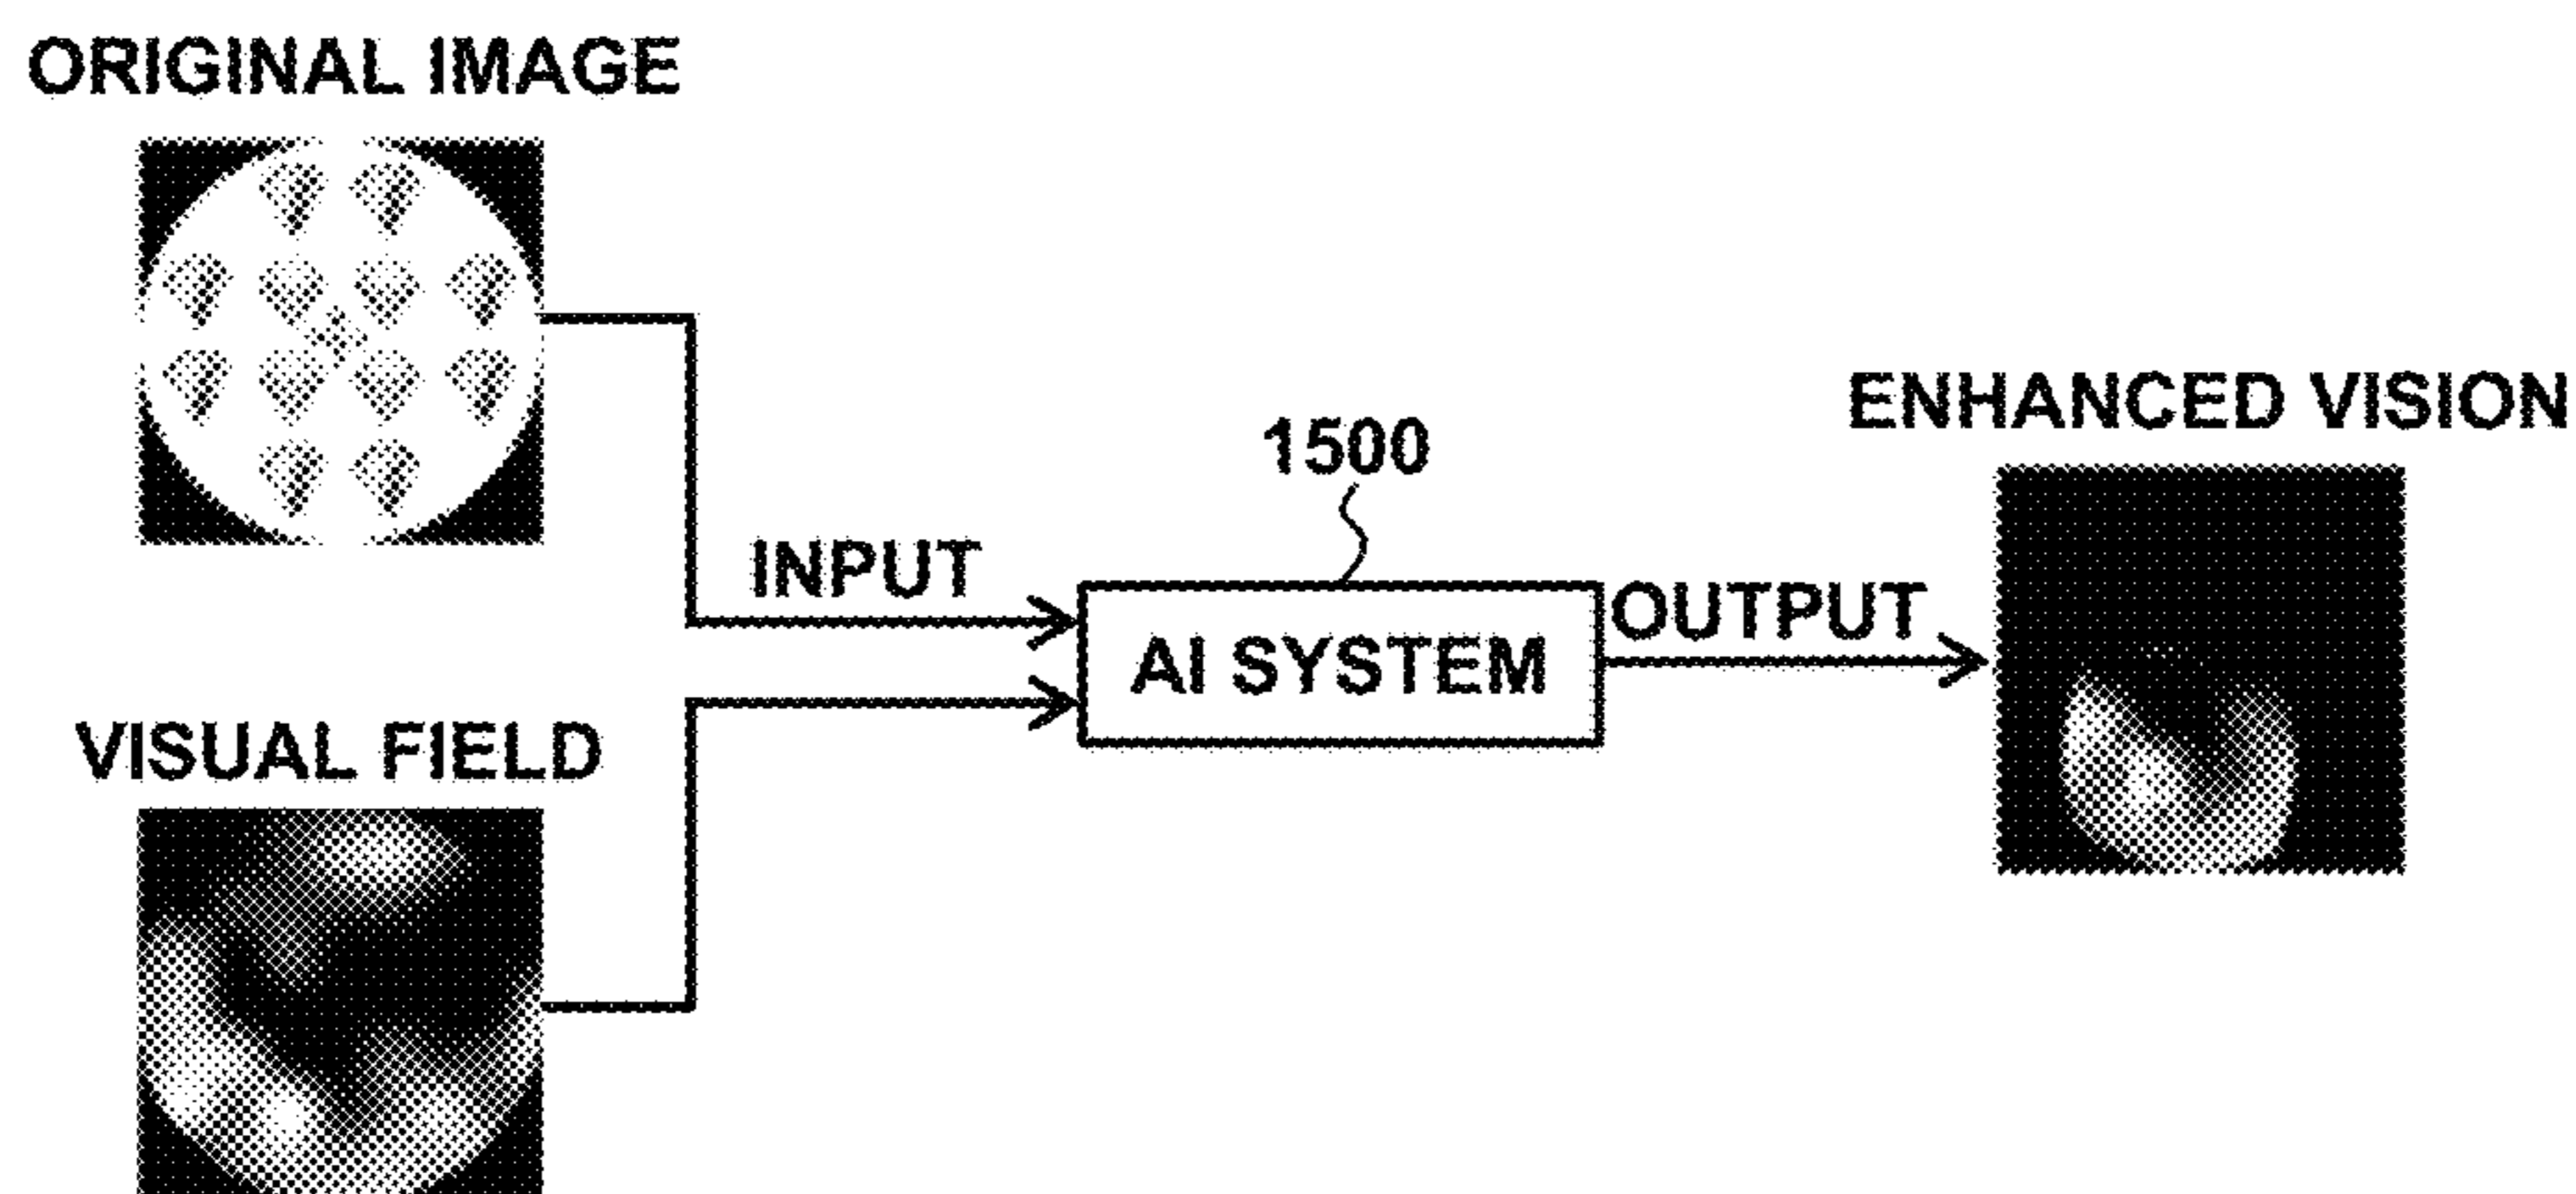 ORIGINAL IMAGE
1500
ENHANCED VISION
INPUT
OUTPUT
AI SYSTEM
VISUAL FIELD